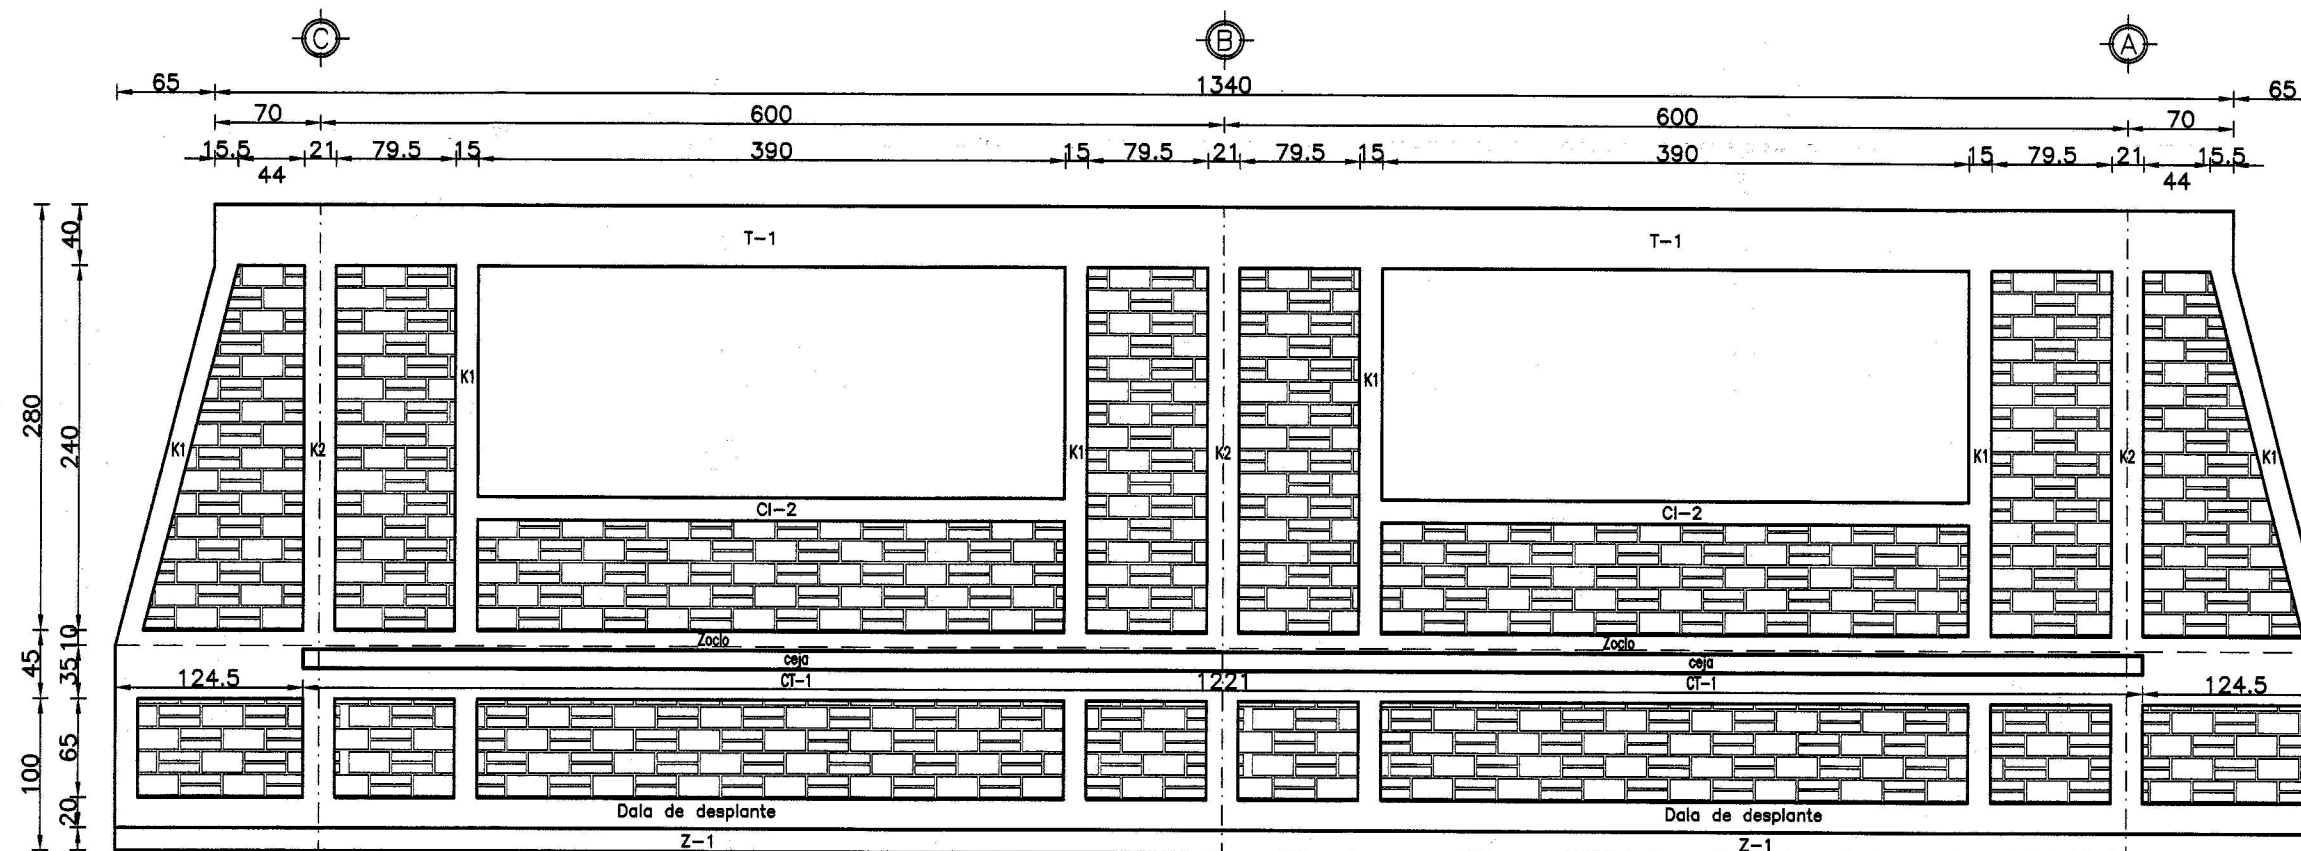 C B A
65 1340 65
70 600 600 70
15.5 21 79.5 15 390 15 79.5 21 79.5 15 390 15 79.5 21 15.5
44 44
40
T-1 T-1
280
240
K1 K1
K1 K2 K1 K2 K1 K2 K1
CI-2 CI-2
10
Zoclo Zoclo
45
35
ceja ceja
124.5 CT-1 1221 CT-1 124.5
65
100
20
Dala de desplante Dala de desplante
Z-1 Z-1